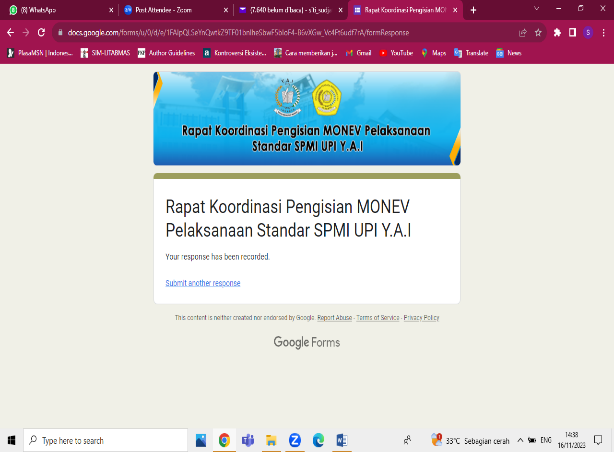 (8) WhatsApp
Post Attendee - Zoom
(7.640 belum dibaca) - siti_sudja
Rapat Koordinasi Pengisian MON
docs.google.com/forms/u/0/d/e/
/formResponse
PlasaMSN | Indones...
SIM-LITABMAS
Author Guidelines
Kontroversi Eksiste...
Cara memberikan j...
Gmail
YouTube
Maps
Translate
News
Rapat Koordinasi Pengisian MONEV Pelaksanaan
Standar SPMI UPI Y.A.I
Rapat Koordinasi Pengisian MONEV
Pelaksanaan Standar SPMI UPI Y.A.I
Your response has been recorded.
Submit another response
This content is neither created nor endorsed by Google. Report Abuse - Terms of Service - Privacy Policy
Google Forms
Type here to search
33°C Sebagian cerah
ENG
14:38
16/11/2023